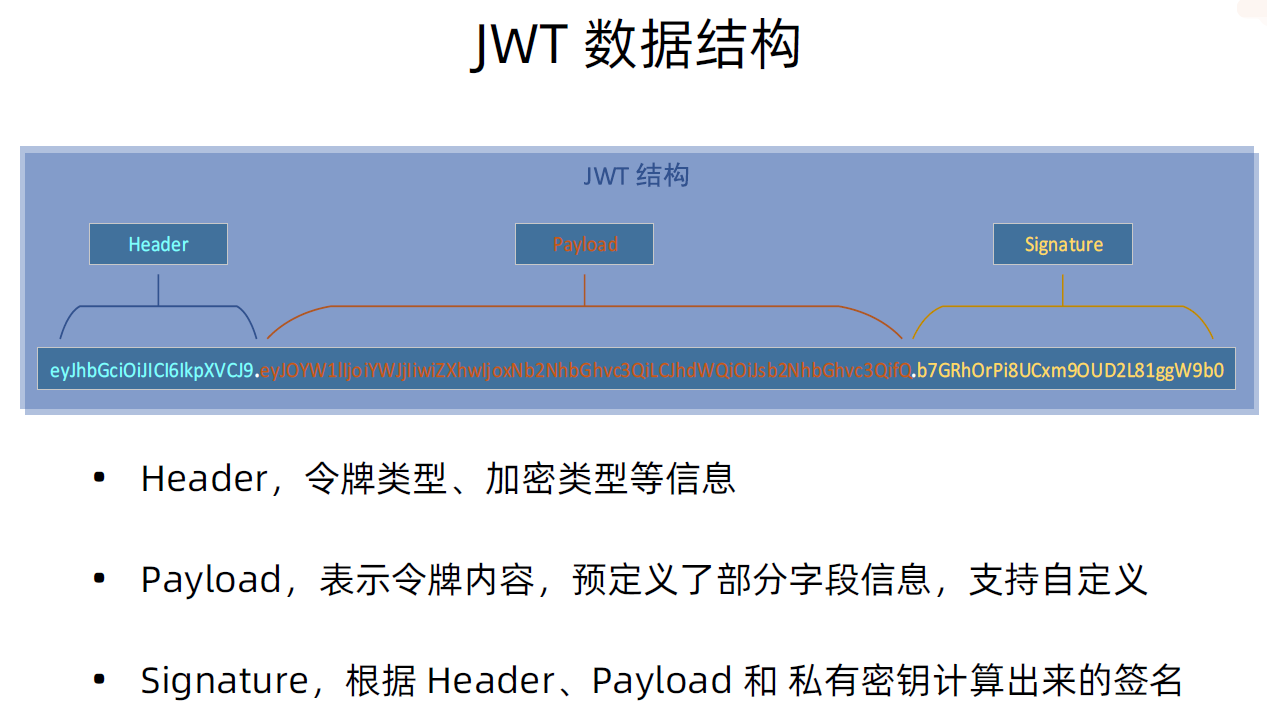 JWT 数据结构
JWT 结构
Header
Payload
Signature
eyJhbGciOiJICI6IkpXVCJ9.eyJOYW1lIjoiYWJjIiwiZXhwIjoxNb2NhbGhvc3QiLCJhdWQiOiJsb2NhbGhvc3QifQ.b7GRhOrPi8UCxm9OUD2L81ggW9b0
• Header，令牌类型、加密类型等信息
• Payload，表示令牌内容，预定义了部分字段信息，支持自定义
• Signature，根据 Header、Payload 和 私有密钥计算出来的签名